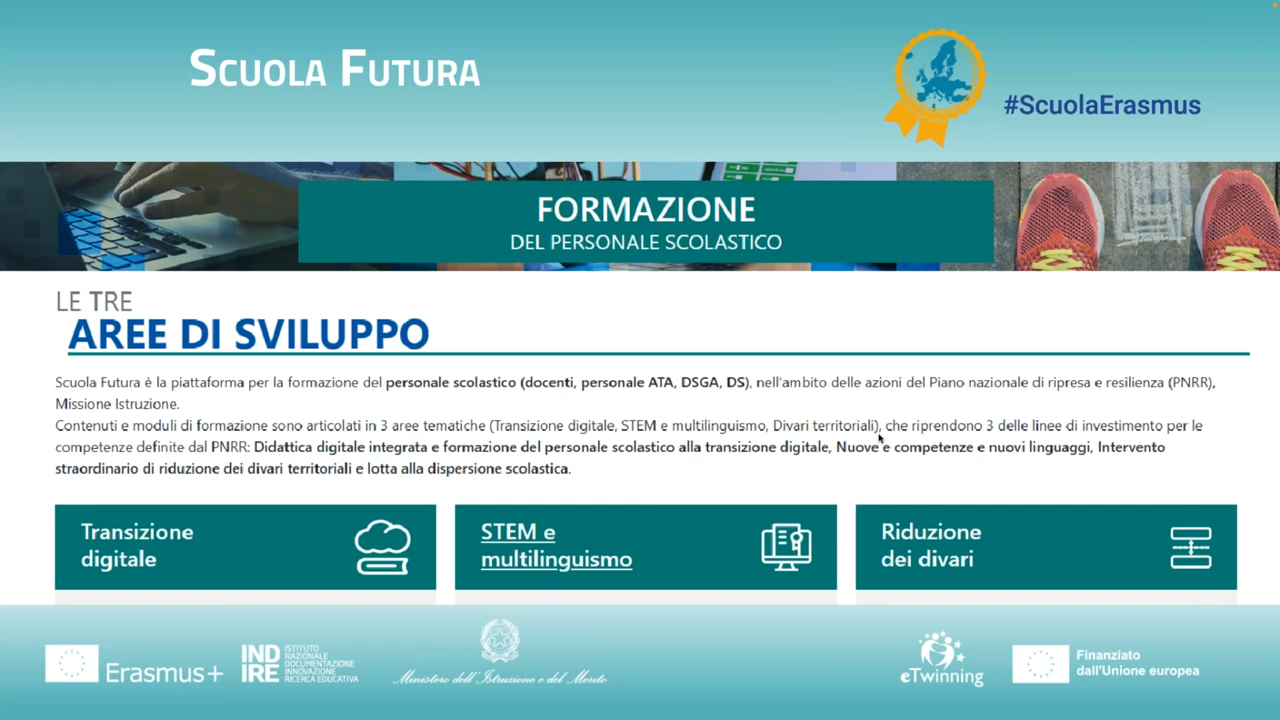 Scuola Futura
#ScuolaErasmus
FORMAZIONE
DEL PERSONALE SCOLASTICO
LE TRE
AREE DI SVILUPPO
Scuola Futura è la piattaforma per la formazione del personale scolastico (docenti, personale ATA, DSGA, DS), nell'ambito delle azioni del Piano nazionale di ripresa e resilienza (PNRR),
Missione Istruzione.
Contenuti e moduli di formazione sono articolati in 3 aree tematiche (Transizione digitale, STEM e multilinguismo, Divari territoriali), che riprendono 3 delle linee di investimento per le
competenze definite dal PNRR: Didattica digitale integrata e formazione del personale scolastico alla transizione digitale, Nuove e competenze e nuovi linguaggi, Intervento
straordinario di riduzione dei divari territoriali e lotta alla dispersione scolastica.
Transizione
digitale
STEM e
multilinguismo
Riduzione
dei divari
Erasmus+
INDIRE
ISTITUTO
NAZIONALE
DOCUMENTAZIONE
INNOVAZIONE
RICERCA EDUCATIVA
Ministero dell'Istruzione e del Merito
eTwinning
Finanziato
dall'Unione europea